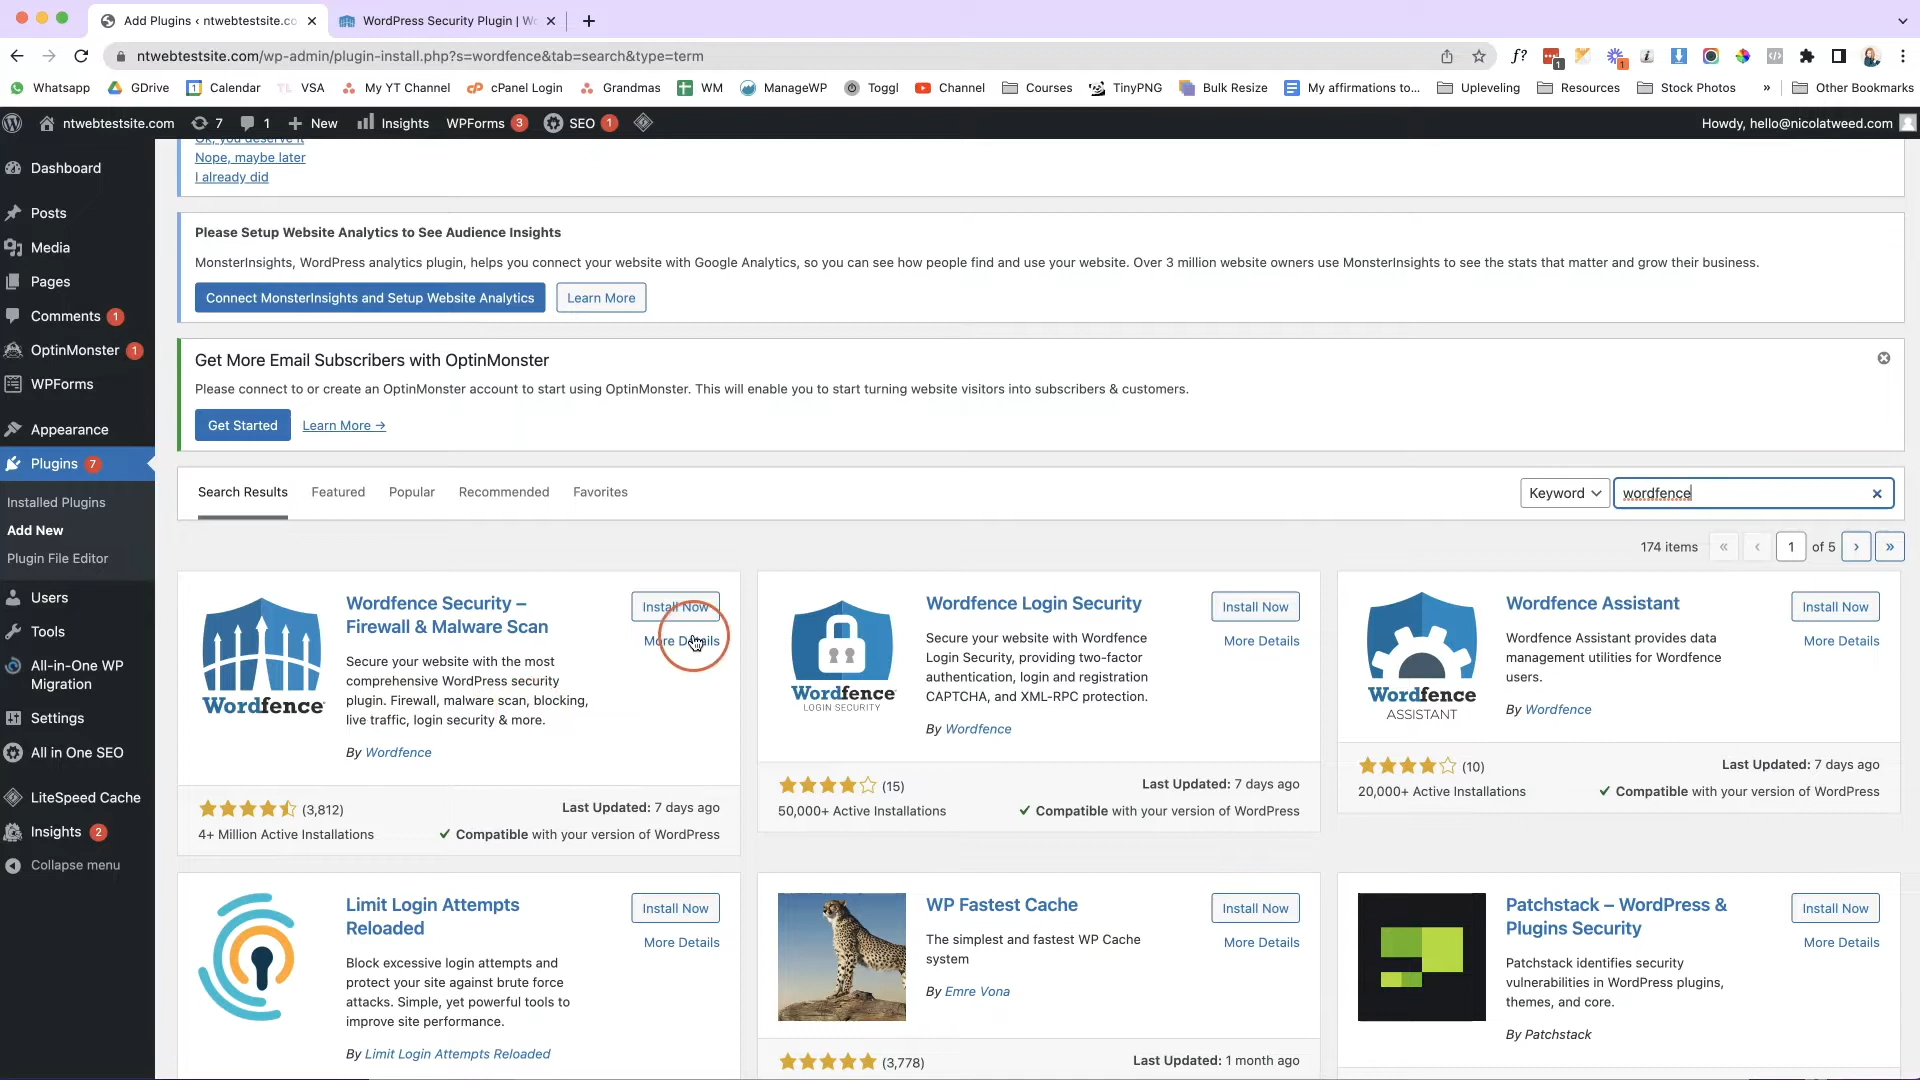 Add Plugins ‹ ntwebtestsite.co
WordPress Security Plugin | Wo
ntwebtestsite.com/wp-admin/plugin-install.php?s=wordfence&tab=search&type=term
Whatsapp
GDrive
Calendar
VSA
My YT Channel
cPanel Login
Grandmas
WM
ManageWP
Toggl
Channel
Courses
TinyPNG
Bulk Resize
My affirmations to...
Upleveling
Resources
Stock Photos
»
Other Bookmarks
ntwebtestsite.com
7
1
New
Insights
WPForms 3
SEO 1
Howdy, hello@nicolatweed.com
Dashboard
Posts
Media
Pages
Comments 1
OptinMonster 1
WPForms
Appearance
Plugins 7
Installed Plugins
Add New
Plugin File Editor
Users
Tools
All-in-One WP
Migration
Settings
All in One SEO
LiteSpeed Cache
Insights 2
Collapse menu
Ok, you deserve it
Nope, maybe later
I already did
Please Setup Website Analytics to See Audience Insights
MonsterInsights, WordPress analytics plugin, helps you connect your website with Google Analytics, so you can see how people find and use your website. Over 3 million website owners use MonsterInsights to see the stats that matter and grow their business.
Connect MonsterInsights and Setup Website Analytics
Learn More
Get More Email Subscribers with OptinMonster
Please connect to or create an OptinMonster account to start using OptinMonster. This will enable you to start turning website visitors into subscribers & customers.
Get Started
Learn More →
Search Results
Featured
Popular
Recommended
Favorites
Keyword
wordfence
174 items
«
‹
1
of 5
›
»
Wordfence
Wordfence Security –
Firewall & Malware Scan
Install Now
More Details
Secure your website with the most
comprehensive WordPress security
plugin. Firewall, malware scan, blocking,
live traffic, login security & more.
By Wordfence
(3,812)
4+ Million Active Installations
Last Updated: 7 days ago
Compatible with your version of WordPress
Wordfence
LOGIN SECURITY
Wordfence Login Security
Install Now
More Details
Secure your website with Wordfence
Login Security, providing two-factor
authentication, login and registration
CAPTCHA, and XML-RPC protection.
By Wordfence
(15)
50,000+ Active Installations
Last Updated: 7 days ago
Compatible with your version of WordPress
Wordfence
ASSISTANT
Wordfence Assistant
Install Now
More Details
Wordfence Assistant provides data
management utilities for Wordfence
users.
By Wordfence
(10)
20,000+ Active Installations
Last Updated: 7 days ago
Compatible with your version of WordPress
Limit Login Attempts
Reloaded
Install Now
More Details
Block excessive login attempts and
protect your site against brute force
attacks. Simple, yet powerful tools to
improve site performance.
By Limit Login Attempts Reloaded
WP Fastest Cache
Install Now
More Details
The simplest and fastest WP Cache
system
By Emre Vona
(3,778)
Last Updated: 1 month ago
Patchstack – WordPress &
Plugins Security
Install Now
More Details
Patchstack identifies security
vulnerabilities in WordPress plugins,
themes, and core.
By Patchstack